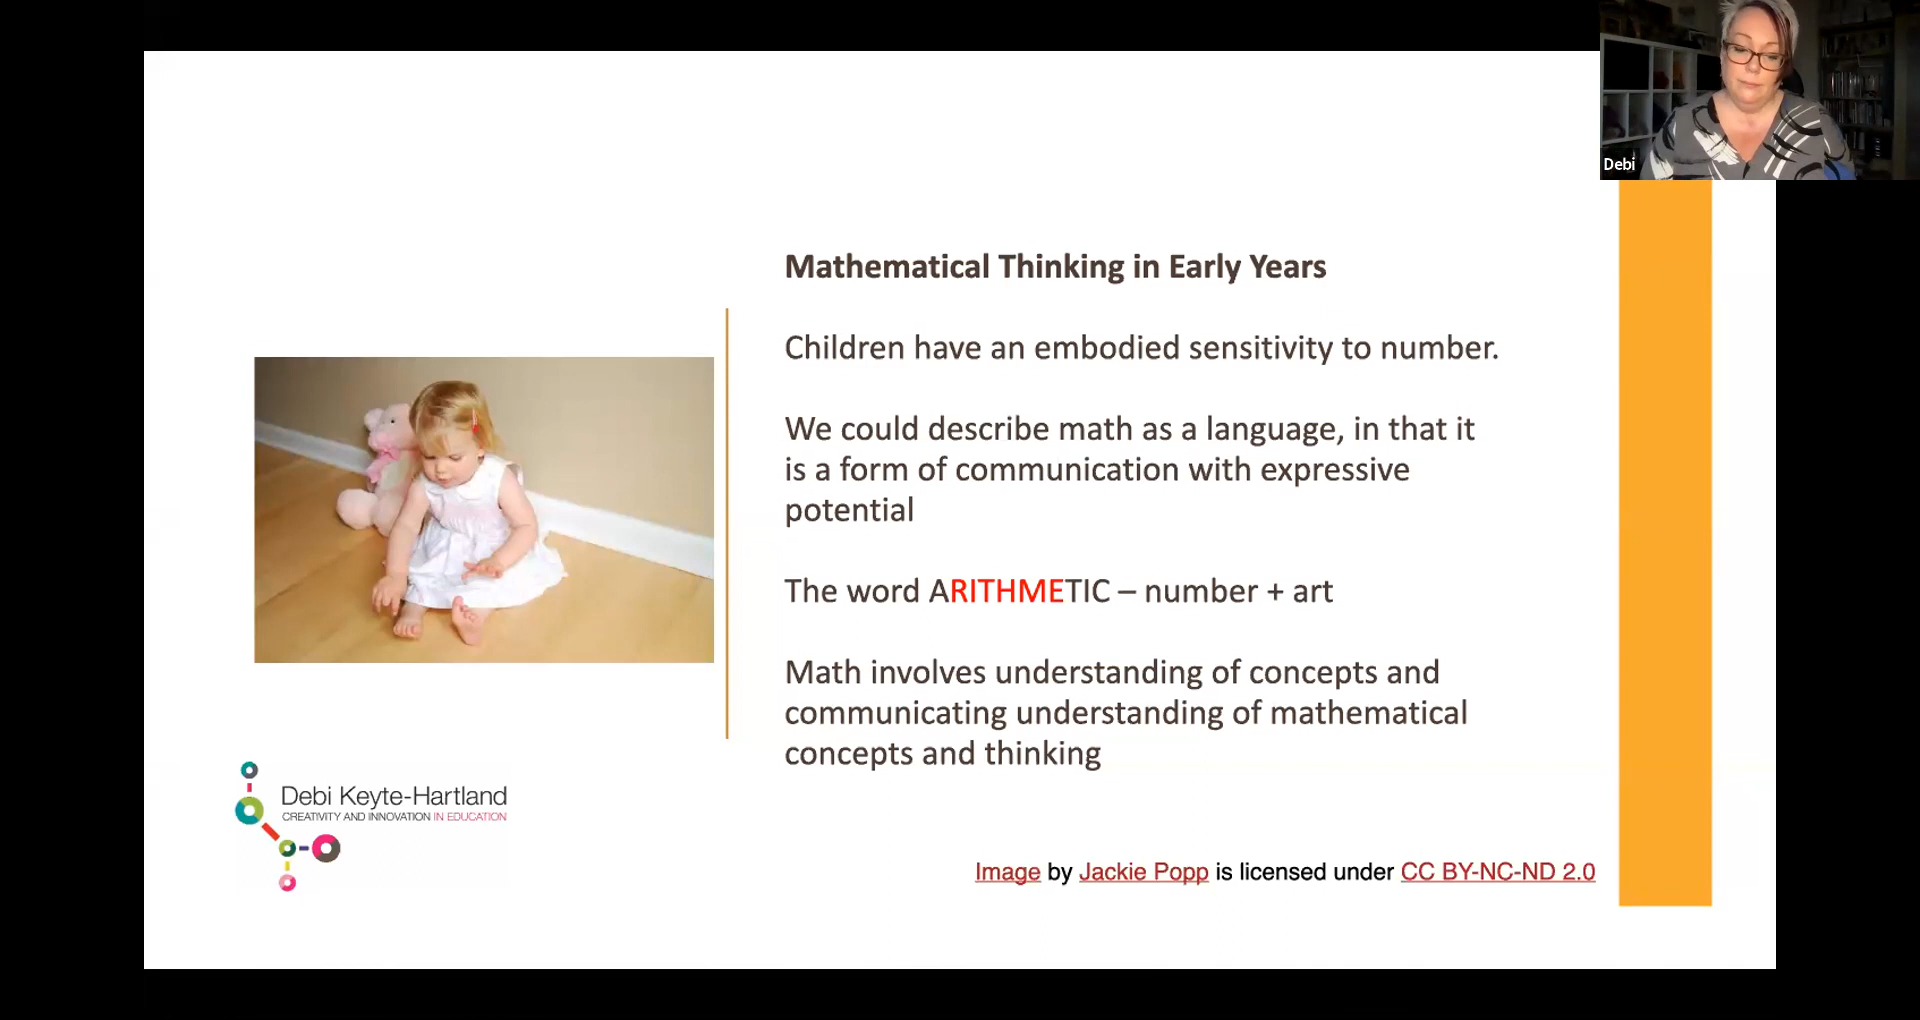 Debi
Mathematical Thinking in Early Years
Children have an embodied sensitivity to number.
We could describe math as a language, in that it
is a form of communication with expressive
potential
The word ARITHMETIC – number + art
Math involves understanding of concepts and
communicating understanding of mathematical
concepts and thinking
Debi Keyte-Hartland
CREATIVITY AND INNOVATION IN EDUCATION
Image by Jackie Popp is licensed under CC BY-NC-ND 2.0